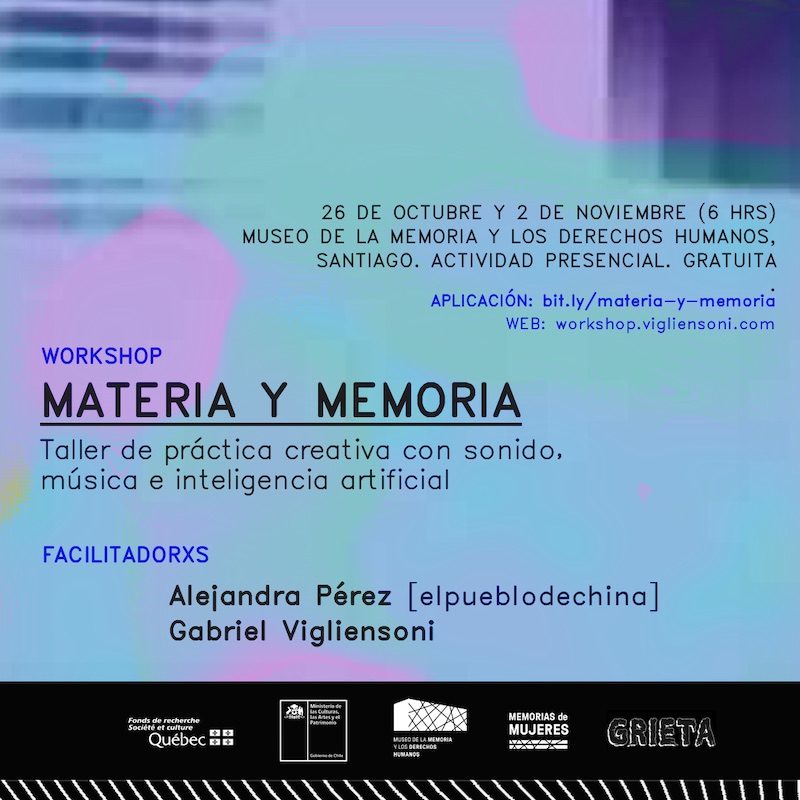 26 DE OCTUBRE Y 2 DE NOVIEMBRE (6 HRS)
MUSEO DE LA MEMORIA Y LOS DERECHOS HUMANOS,
SANTIAGO. ACTIVIDAD PRESENCIAL. GRATUITA
.
APLICACIÓN: bit.ly/materia-y-memoria
WEB: workshop.vigliensoni.com
WORKSHOP
MATERIA Y MEMORIA
Taller de práctica creativa con sonido,
música e inteligencia artificial
FACILITADORXS
Alejandra Pérez [elpueblodechina]
Gabriel Vigliensoni
Fonds de recherche
Société et culture
Québec
Ministerio de
las Culturas,
las Artes y el
Patrimonio
Gobierno de Chile
MUSEO DE LA MEMORIA
Y LOS DERECHOS
HUMANOS
MEMORIAS de
MUJERES
GRIETA